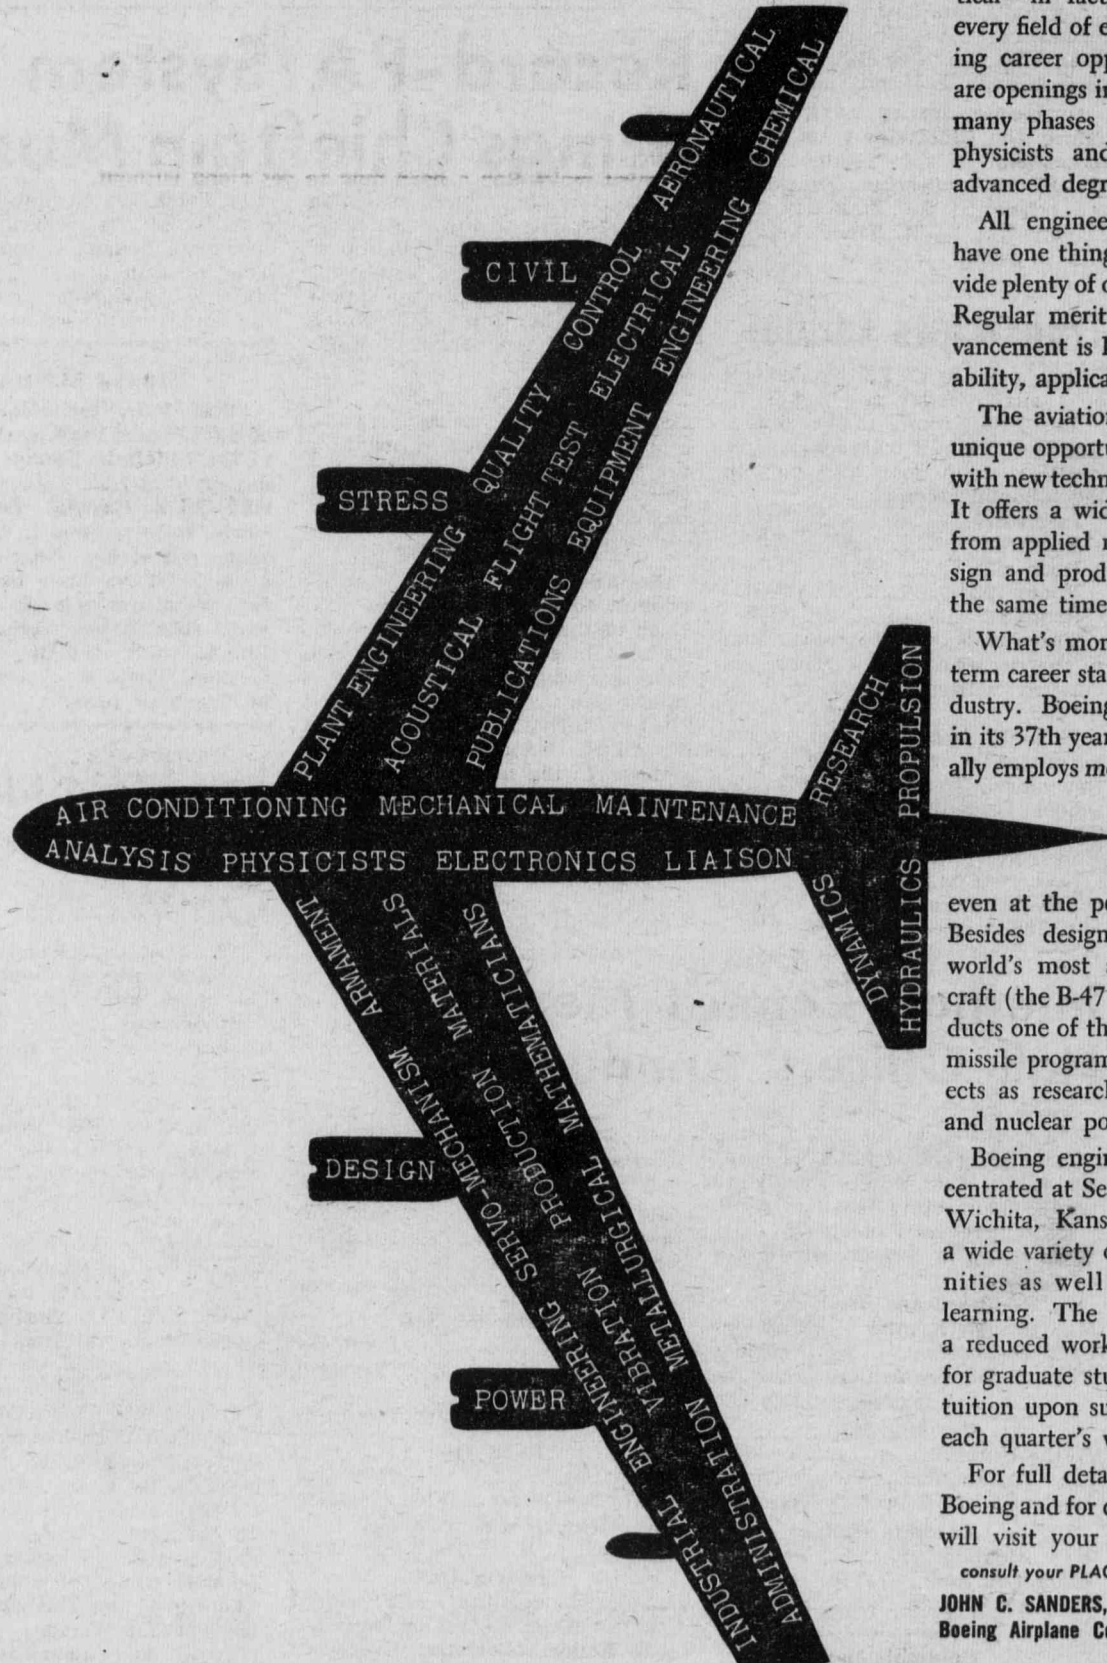 AERONAUTICAL
CHEMICAL
CIVIL
CONTROL
ELECTRICAL
ENGINEERING
STRESS
QUALITY
FLIGHT TEST
EQUIPMENT
PLANT ENGINEERING
ACOUSTICAL
PUBLICATIONS
AIR CONDITIONING MECHANICAL MAINTENANCE
ANALYSIS PHYSICISTS ELECTRONICS LIAISON
RESEARCH
DYNAMICS
HYDRAULICS PROPULSION
ARMAMENT
MATERIALS
MATHEMATICIANS
SERVO-MECHANISM
PRODUCTION
METALLURGICAL
DESIGN
ENGINEERING
VIBRATION
POWER
INDUSTRIAL
ADMINISTRATION
every field of e
ing career opp
are openings in
many phases
physicists and
advanced degr
All enginee
have one thing
vide plenty of o
Regular merit
vancement is
ability, applica
The aviation
unique opportu
with new techn
It offers a wid
from applied
sign and prod
the same time
What's mor
term career sta
dustry. Boeing
in its 37th year
ally employs mo
even at the pe
Besides design
world's most
craft (the B-47
ducts one of th
missile program
ects as research
and nuclear po
Boeing engin
centrated at Se
Wichita, Kans
a wide variety o
nities as well
learning. The
a reduced work
for graduate stu
tuition upon su
each quarter's
For full deta
Boeing and for o
will visit your
consult your PLAC
JOHN C. SANDERS,
Boeing Airplane Co